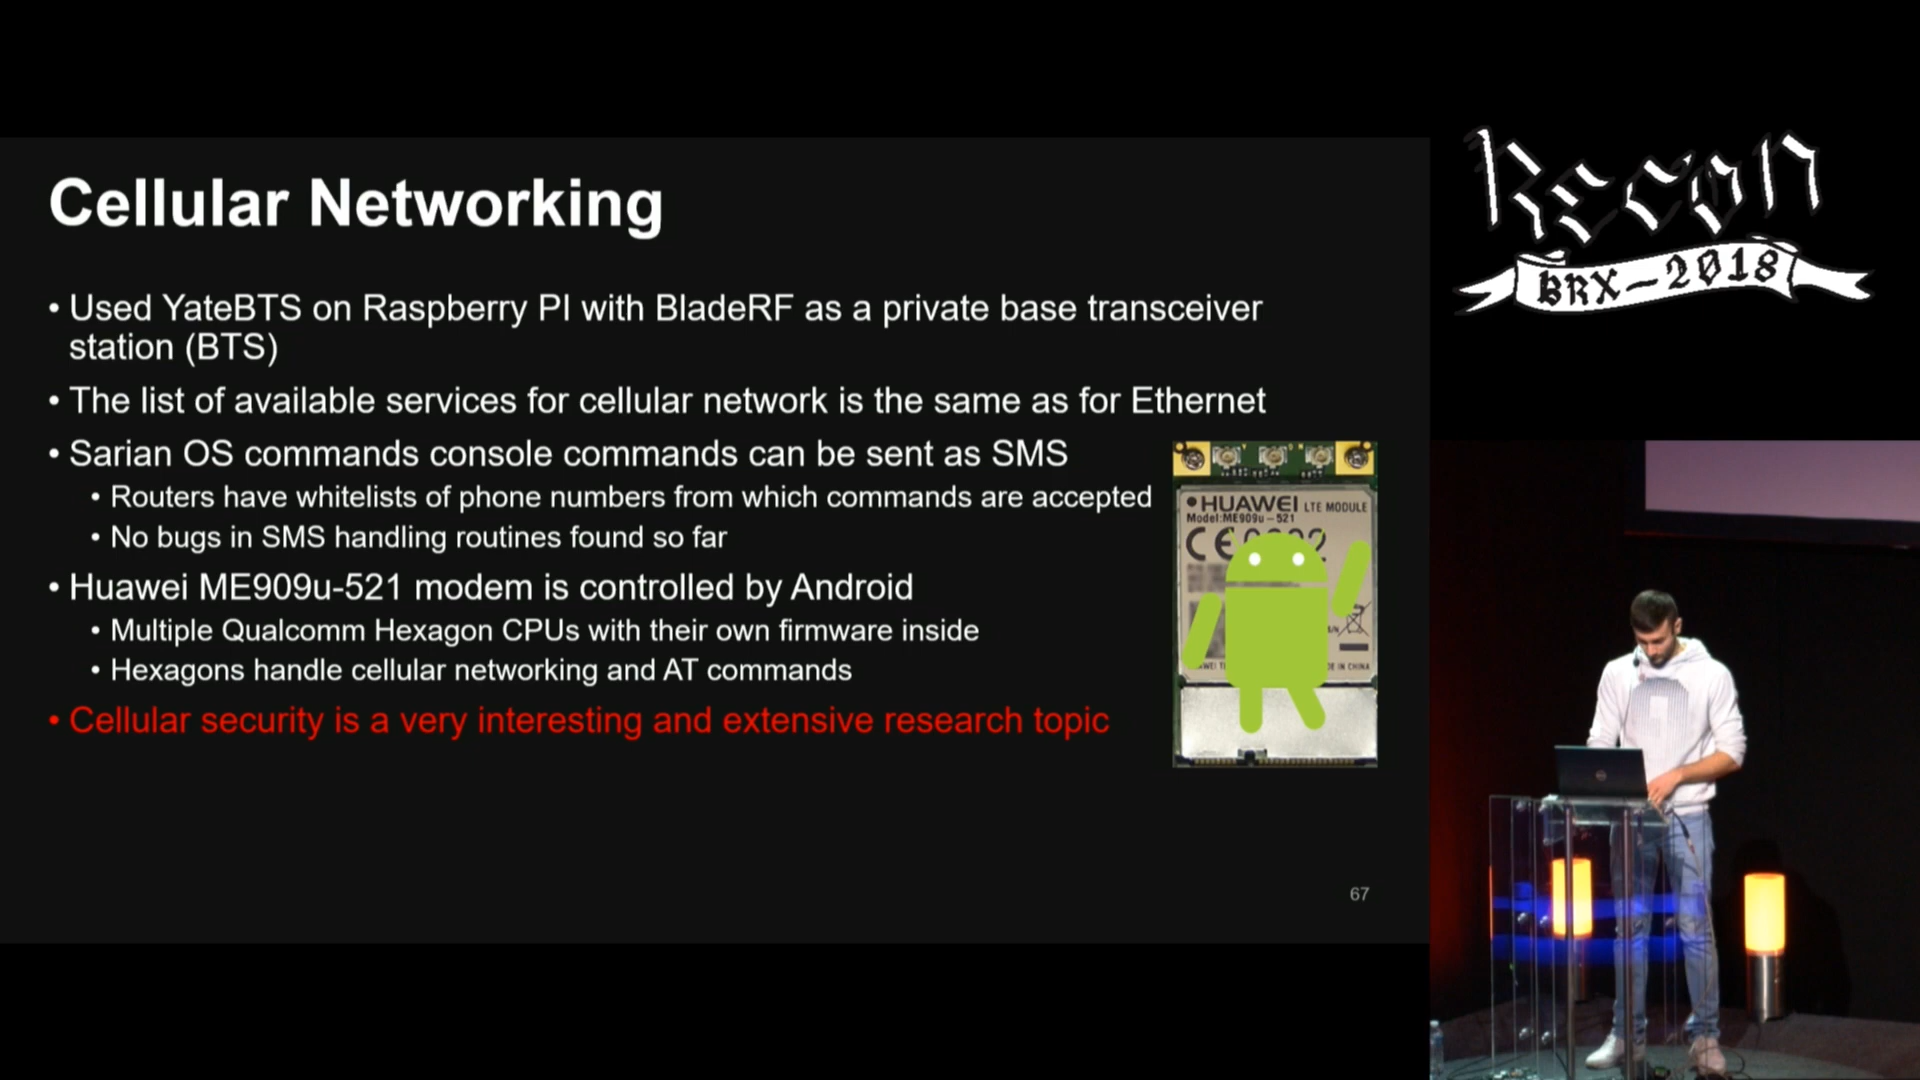 Cellular Networking
• Used YateBTS on Raspberry PI with BladeRF as a private base transceiver
station (BTS)
• The list of available services for cellular network is the same as for Ethernet
• Sarian OS commands console commands can be sent as SMS
• Routers have whitelists of phone numbers from which commands are accepted
• No bugs in SMS handling routines found so far
• Huawei ME909u-521 modem is controlled by Android
• Multiple Qualcomm Hexagon CPUs with their own firmware inside
• Hexagons handle cellular networking and AT commands
• Cellular security is a very interesting and extensive research topic
HUAWEI LTE MODULE
Model:ME909u-521
CE
IN CHINA
67
Recon
BRX-2018